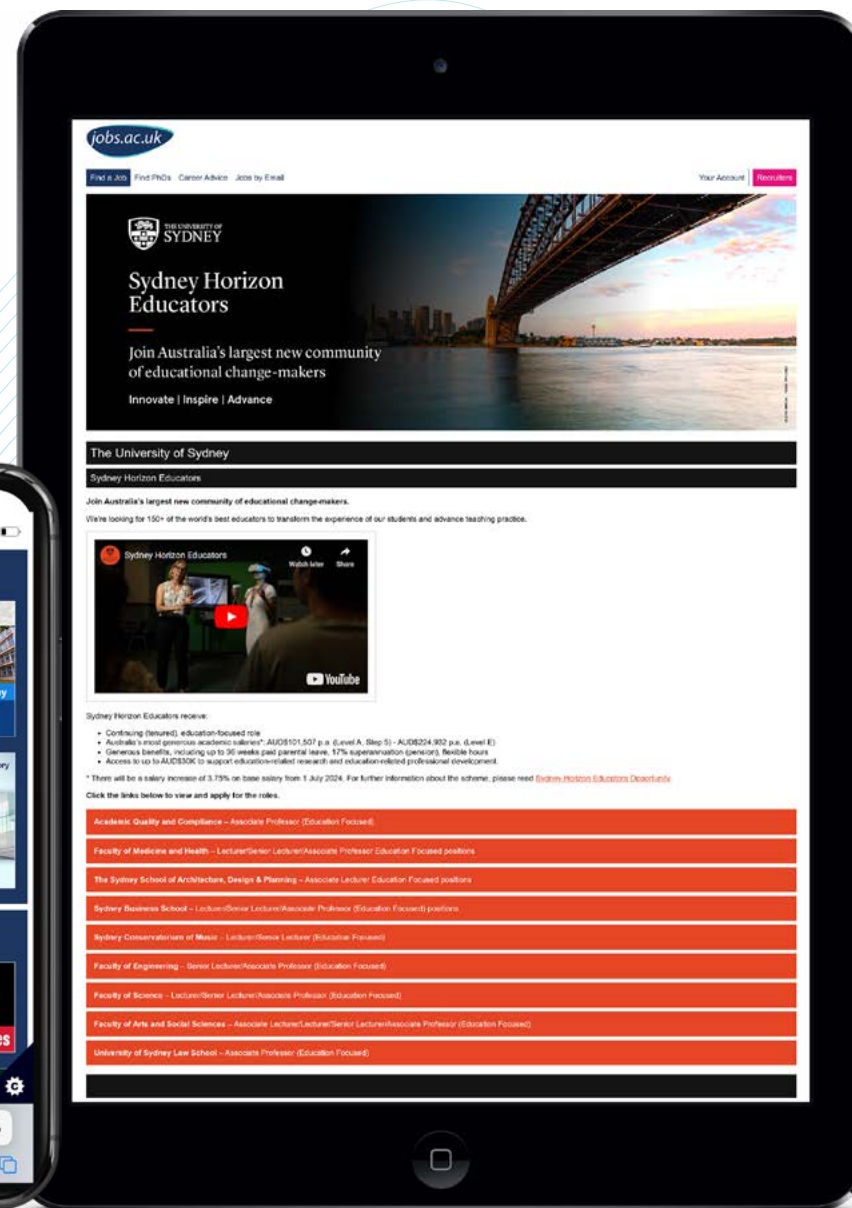 jobs.ac.uk
Find a Job Find PhDs Career Advice Jobs by Email Your Account Recruiters
THE UNIVERSITY OF
SYDNEY
Sydney Horizon
Educators
Join Australia's largest new community
of educational change-makers
Innovate | Inspire | Advance
The University of Sydney
Sydney Horizon Educators
Join Australia's largest new community of educational change-makers.
We're looking for 150+ of the world's best educators to transform the experience of our students and advance teaching practice.
Sydney Horizon Educators
Watch later Share
YouTube
Sydney Horizon Educators receive:
• Continuing (tenured), education-focused role
• Australia's most generous academic salaries*: AUD$101,507 p.a. (Level A, Step 5) - AUD$224,932 p.a. (Level E)
• Generous benefits, including up to 36 weeks paid parental leave, 17% superannuation (pension), flexible hours
• Access to up to AUD$30K to support education-related research and education-related professional development.
* There will be a salary increase of 3.75% on base salary from 1 July 2024. For further information about the scheme, please read Sydney Horizon Educators Opportunity
Click the links below to view and apply for the roles.
Academic Quality and Compliance – Associate Professor (Education Focused)
Faculty of Medicine and Health – Lecturer/Senior Lecturer/Associate Professor Education Focused positions
The Sydney School of Architecture, Design & Planning – Associate Lecturer Education Focused positions
Sydney Business School – Lecturer/Senior Lecturer/Associate Professor (Education Focused) positions
Sydney Conservatorium of Music – Lecturer/Senior Lecturer (Education Focused)
Faculty of Engineering – Senior Lecturer/Associate Professor (Education Focused)
Faculty of Science – Lecturer/Senior Lecturer/Associate Professor (Education Focused)
Faculty of Arts and Social Sciences – Associate Lecturer/Lecturer/Senior Lecturer/Associate Professor (Education Focused)
University of Sydney Law School – Associate Professor (Education Focused)